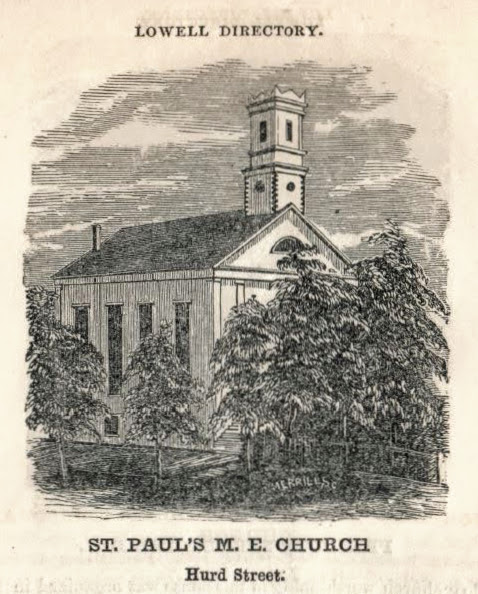 LOWELL DIRECTORY.
MERRILL SC
ST. PAUL'S M. E. CHURCH
Hurd Street.